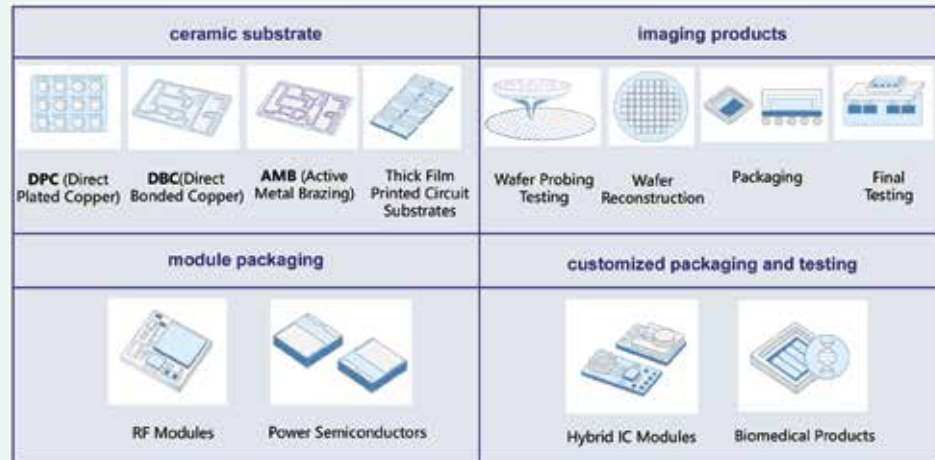 ceramic substrate
DPC (Direct
Plated Copper)
DBC(Direct
Bonded Copper)
AMB (Active
Metal Brazing)
Thick Film
Printed Circuit
Substrates
imaging products
Wafer Probing
Testing
Wafer
Reconstruction
Packaging
Final
Testing
module packaging
RF Modules
Power Semiconductors
customized packaging and testing
Hybrid IC Modules
Biomedical Products